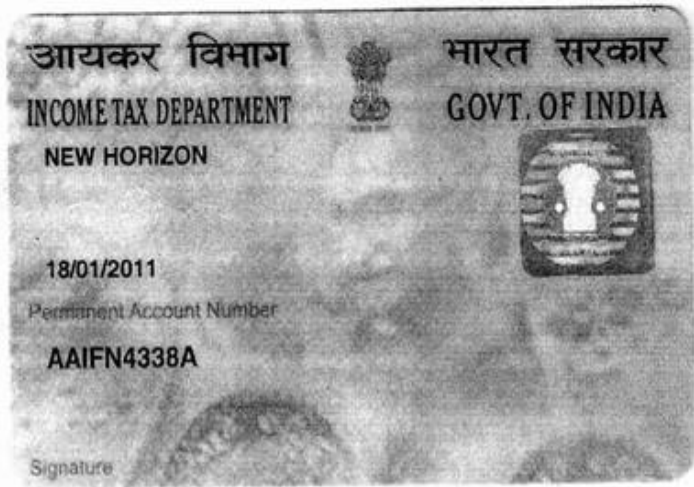 आयकर विभाग
भारत सरकार
INCOME TAX DEPARTMENT
GOVT. OF INDIA
NEW HORIZON
18/01/2011
Permanent Account Number
AAIFN4338A
Signature